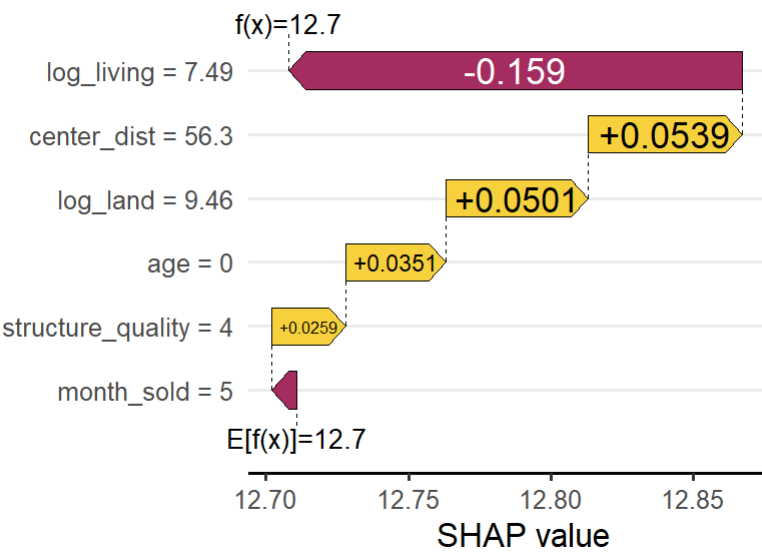 f(x)=12.7
log_living = 7.49
-0.159
center_dist = 56.3
+0.0539
log_land = 9.46
+0.0501
age = 0
+0.0351
structure_quality = 4
+0.0259
month_sold = 5
E[f(x)]=12.7
12.70 12.75 12.80 12.85
SHAP value